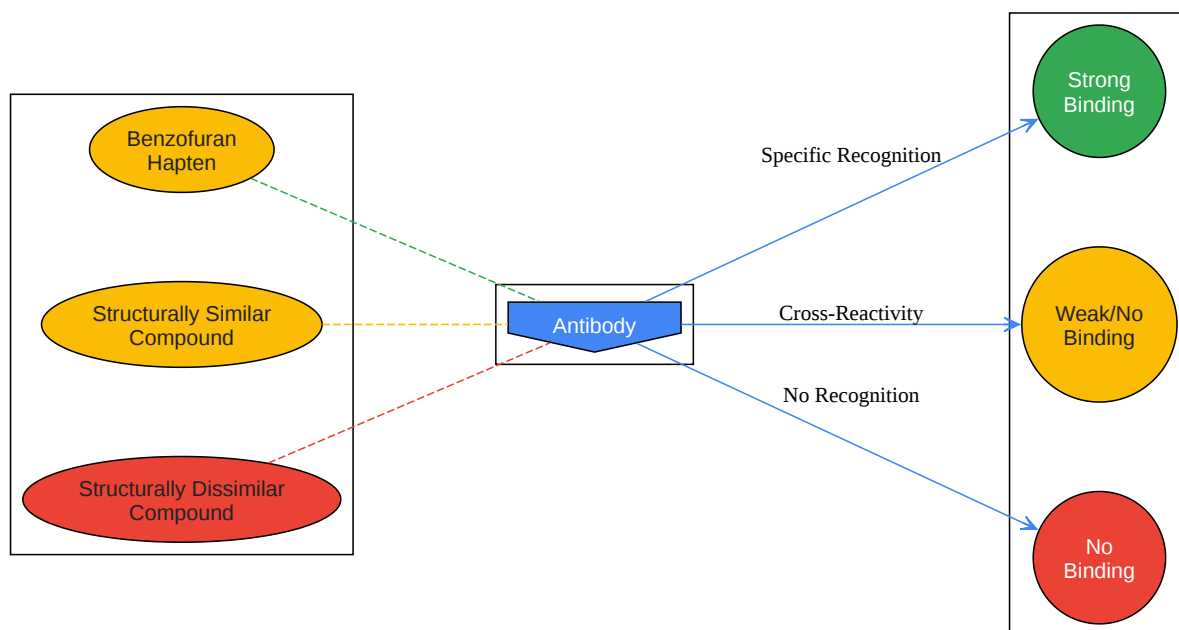 Benzofuran
Hapten
Structurally Similar
Compound
Structurally Dissimilar
Compound
Antibody
Specific Recognition
Cross-Reactivity
No Recognition
Strong
Binding
Weak/No
Binding
No
Binding